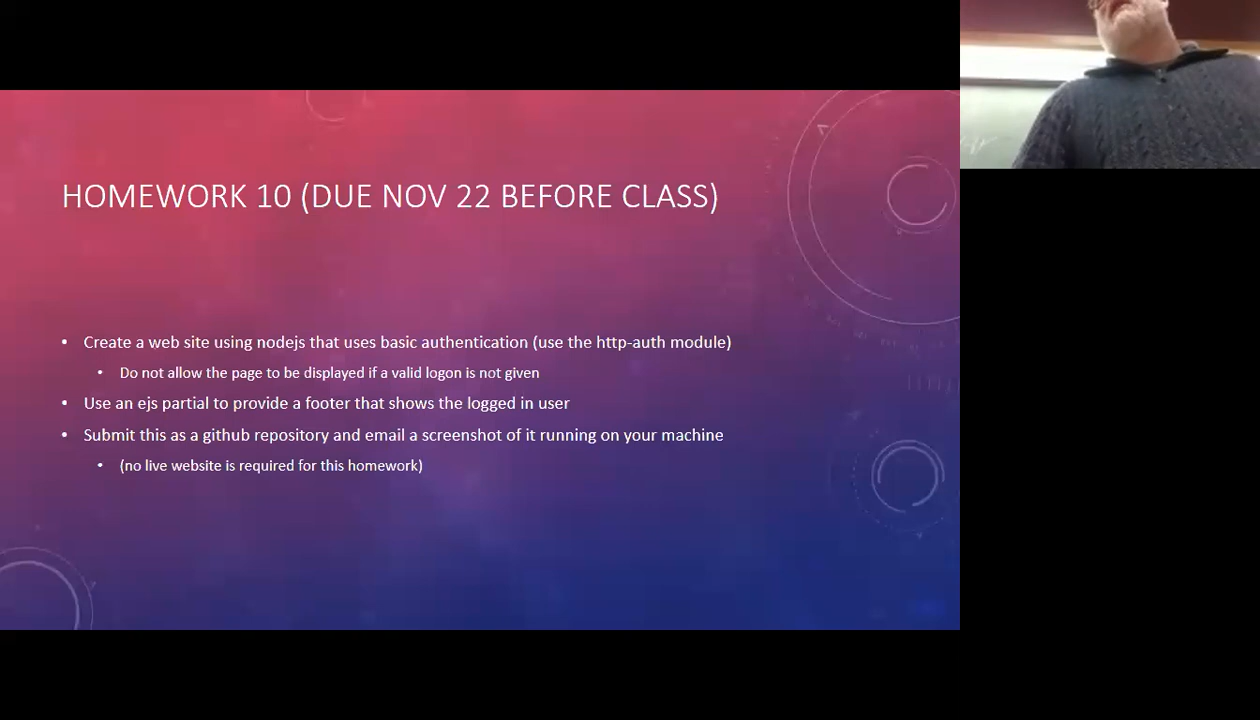 HOMEWORK 10 (DUE NOV 22 BEFORE CLASS)
• Create a web site using nodejs that uses basic authentication (use the http-auth module)
• Do not allow the page to be displayed if a valid logon is not given
• Use an ejs partial to provide a footer that shows the logged in user
• Submit this as a github repository and email a screenshot of it running on your machine
• (no live website is required for this homework)